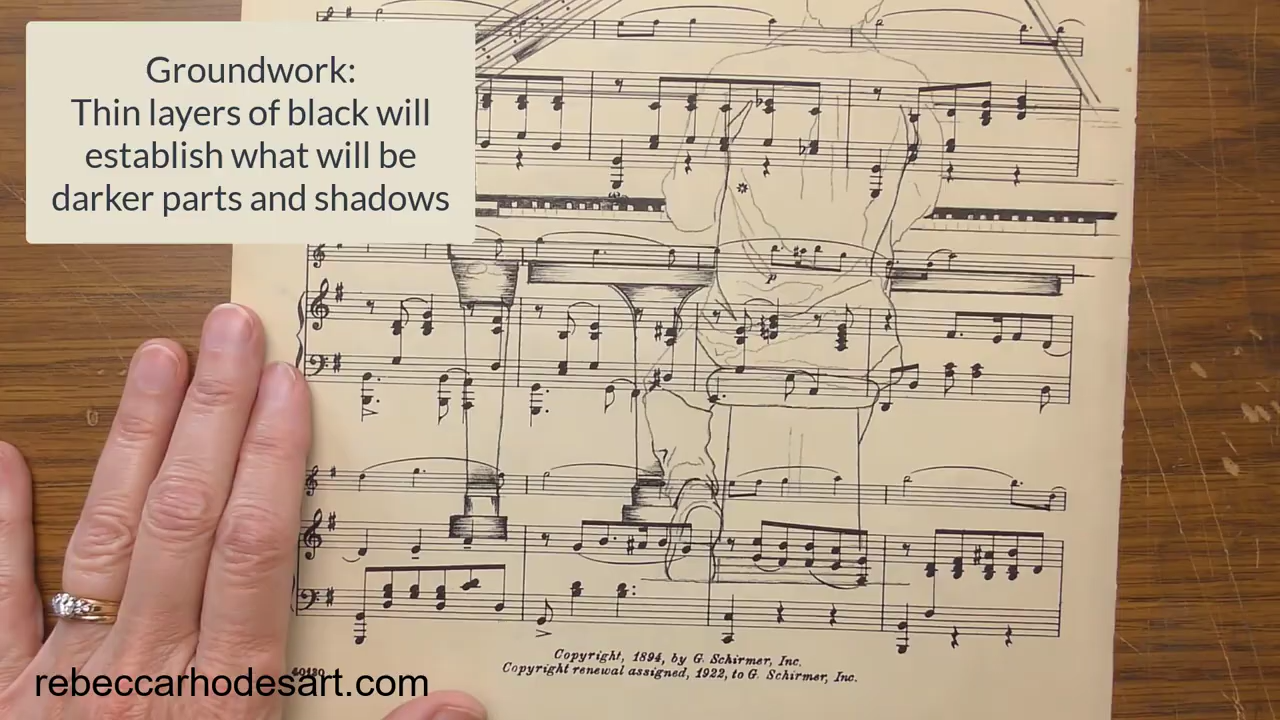 Groundwork:
Thin layers of black will
establish what will be
darker parts and shadows
p
Copyright, 1894, by G. Schirmer, Inc.
Copyright renewal assigned, 1922, to G. Schirmer, Inc.
rebeccarhodesart.com